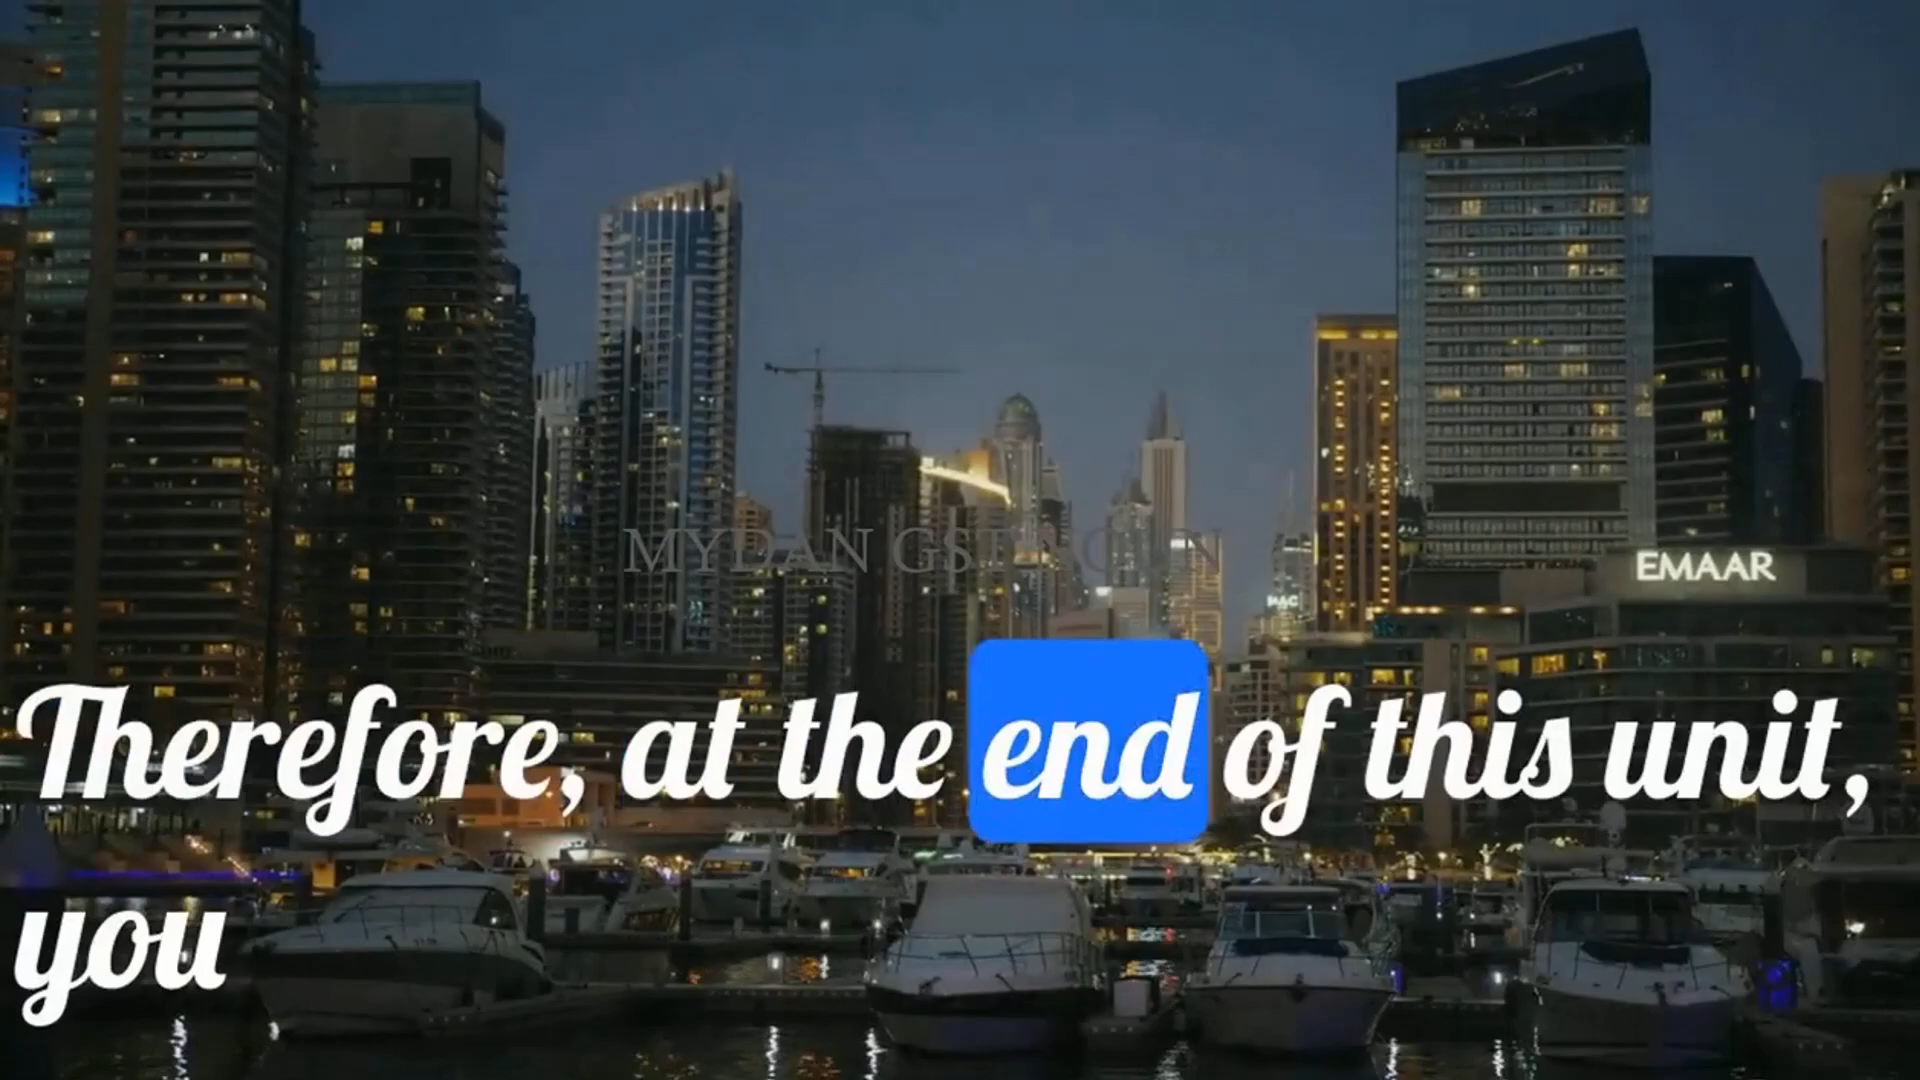 EMAAR
Therefore, at the end of this unit,
you